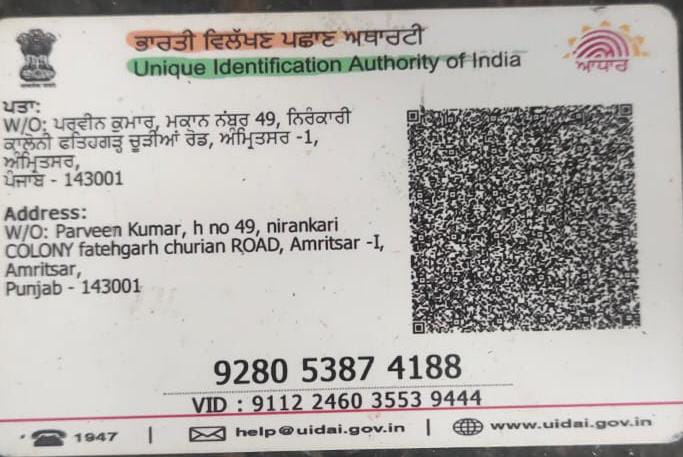 ਭਾਰਤੀ ਵਿਲੱਖਣ ਪਛਾਣ ਅਥਾਰਟੀ
Unique Identification Authority of India
ਆਧਾਰ
ਪਤਾ:
W/O: ਪਰਵੀਨ ਕੁਮਾਰ, ਮਕਾਨ ਨੰਬਰ 49, ਨਿਰੰਕਾਰੀ
ਕਾਲੋਨੀ ਫਤਿਹਗੜ੍ਹ ਚੂੜੀਆਂ ਰੋਡ, ਅੰਮ੍ਰਿਤਸਰ -1,
ਅੰਮ੍ਰਿਤਸਰ,
ਪੰਜਾਬ - 143001
Address:
W/O: Parveen Kumar, h no 49, nirankari
COLONY fatehgarh churian ROAD, Amritsar -I,
Amritsar,
Punjab - 143001
9280 5387 4188
VID : 9112 2460 3553 9444
1947 | help@uidai.gov.in | www.uidai.gov.in